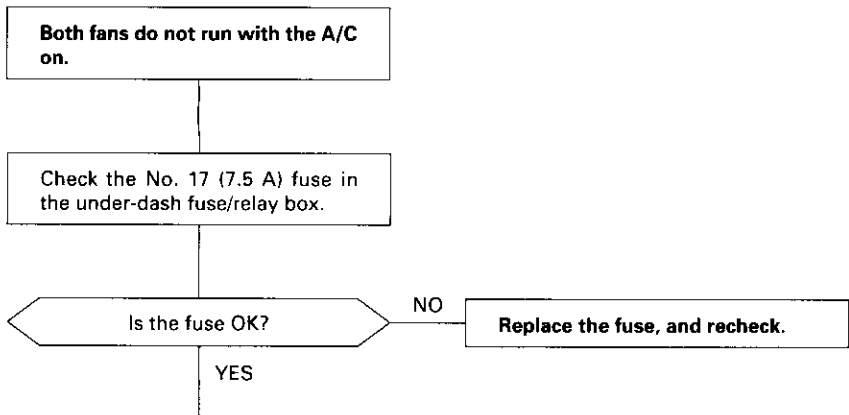 Both fans do not run with the A/C
on.
Check the No. 17 (7.5 A) fuse in
the under-dash fuse/relay box.
Is the fuse OK?
NO
Replace the fuse, and recheck.
YES